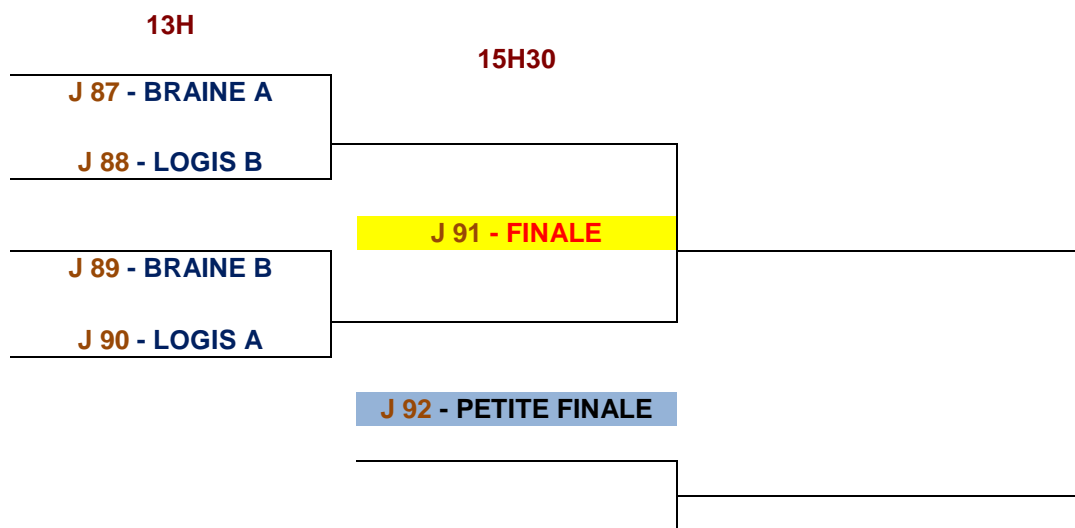 13H
15H30
J 87 - BRAINE A
J 88 - LOGIS B
J 91 - FINALE
J 89 - BRAINE B
J 90 - LOGIS A
J 92 - PETITE FINALE